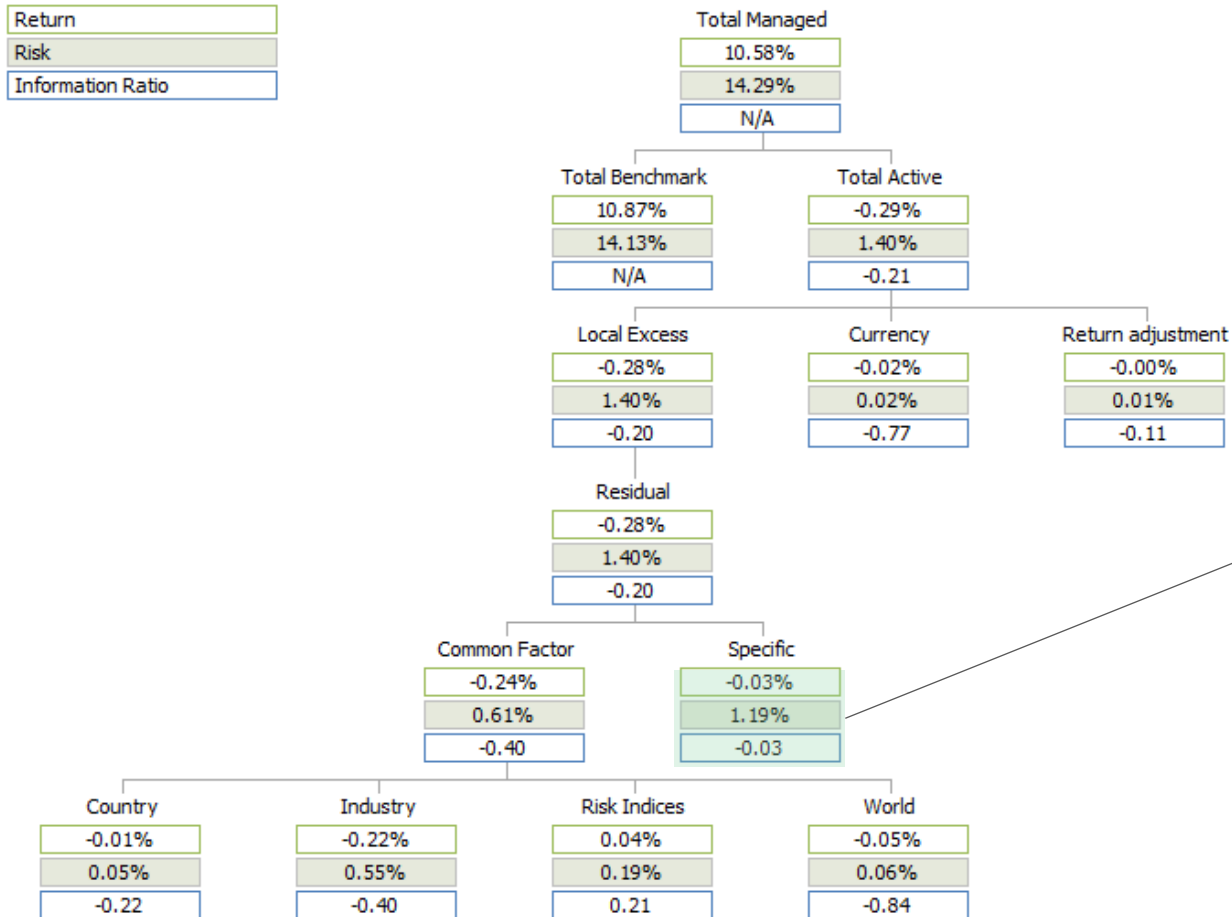 Return
Risk
Information Ratio
Total Managed
10.58%
14.29%
N/A
Total Benchmark
10.87%
14.13%
N/A
Total Active
-0.29%
1.40%
-0.21
Local Excess
-0.28%
1.40%
-0.20
Currency
-0.02%
0.02%
-0.77
Return adjustment
-0.00%
0.01%
-0.11
Residual
-0.28%
1.40%
-0.20
Common Factor
-0.24%
0.61%
-0.40
Specific
-0.03%
1.19%
-0.03
Country
-0.01%
0.05%
-0.22
Industry
-0.22%
0.55%
-0.40
Risk Indices
0.04%
0.19%
0.21
World
-0.05%
0.06%
-0.84